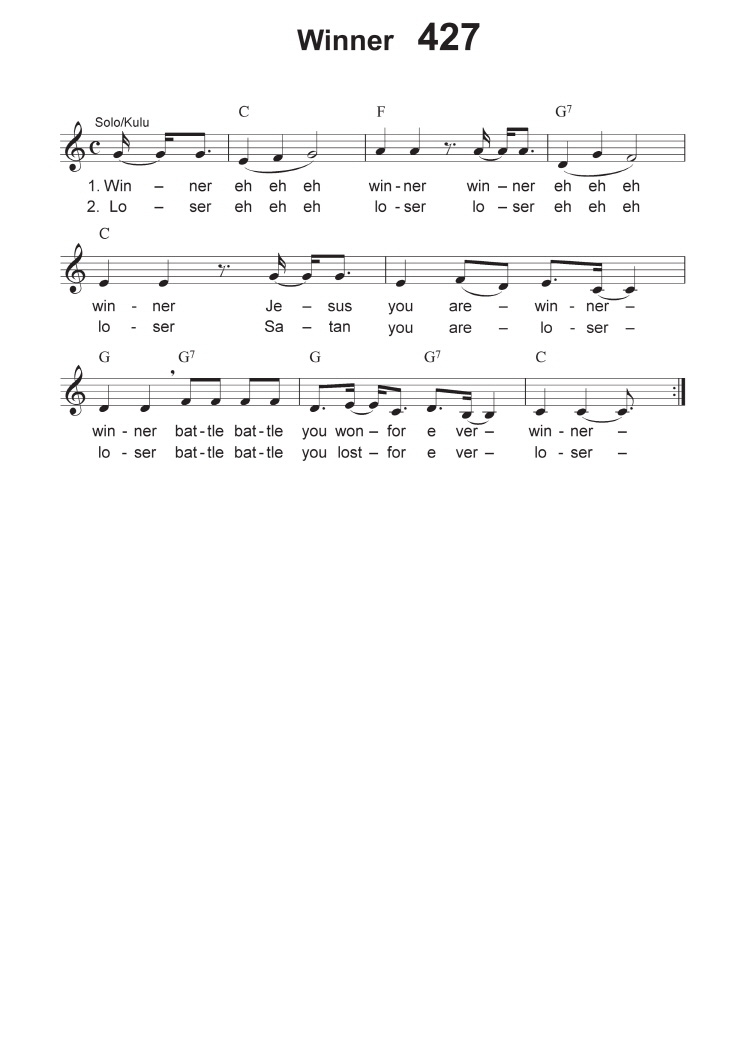 Winner 427
Solo/Kulu
C F G7
1. Win – ner eh eh eh win - ner win – ner eh eh eh
2. Lo – ser eh eh eh lo - ser lo – ser eh eh eh
C
win - ner Je – sus you are – win - ner –
lo - ser Sa – tan you are – lo - ser –
G G7 G G7 C
win - ner bat - tle bat - tle you won – for e ver – win - ner –
lo - ser bat - tle bat - tle you lost – for e ver – lo - ser –